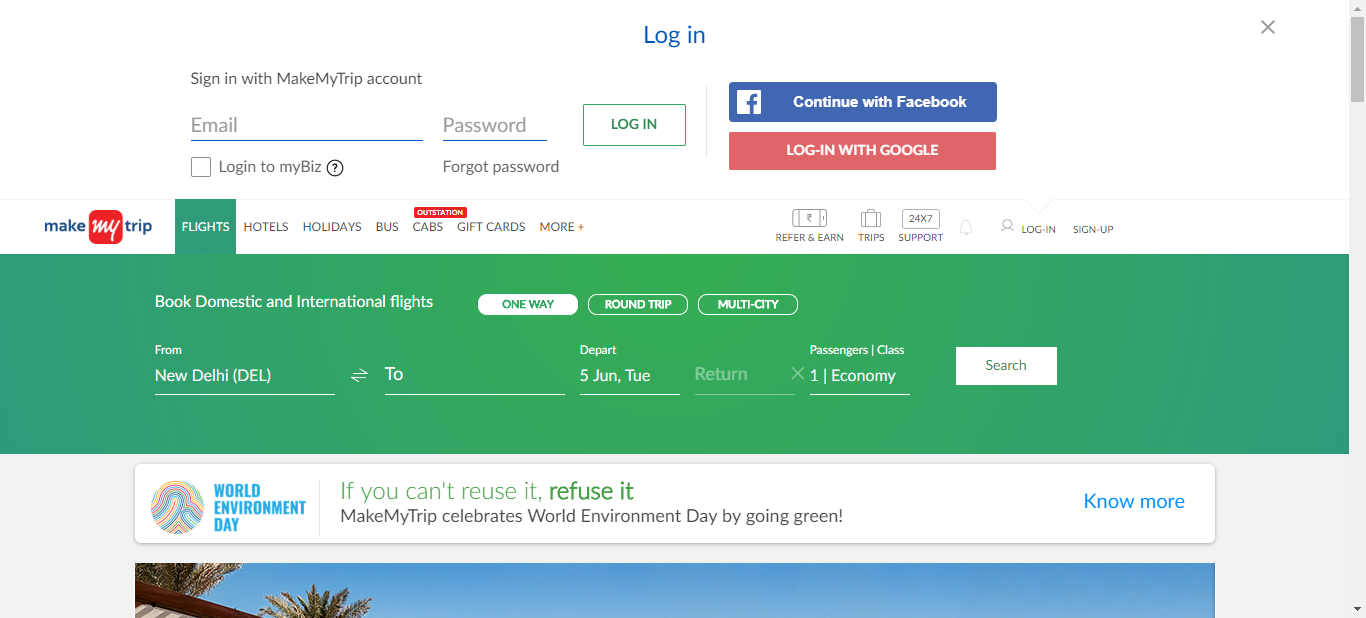 Log in
Sign in with MakeMyTrip account
Email
Password
LOG IN
Login to myBiz ?
Forgot password
Continue with Facebook
LOG-IN WITH GOOGLE
make my trip
FLIGHTS
HOTELS
HOLIDAYS
BUS
OUTSTATION
CABS
GIFT CARDS
MORE +
₹
REFER & EARN
TRIPS
24X7
SUPPORT
LOG-IN
SIGN-UP
Book Domestic and International flights
ONE WAY
ROUND TRIP
MULTI-CITY
From
New Delhi (DEL)
To
Depart
5 Jun, Tue
Return
Passengers | Class
1 | Economy
Search
WORLD
ENVIRONMENT
DAY
If you can't reuse it, refuse it
MakeMyTrip celebrates World Environment Day by going green!
Know more